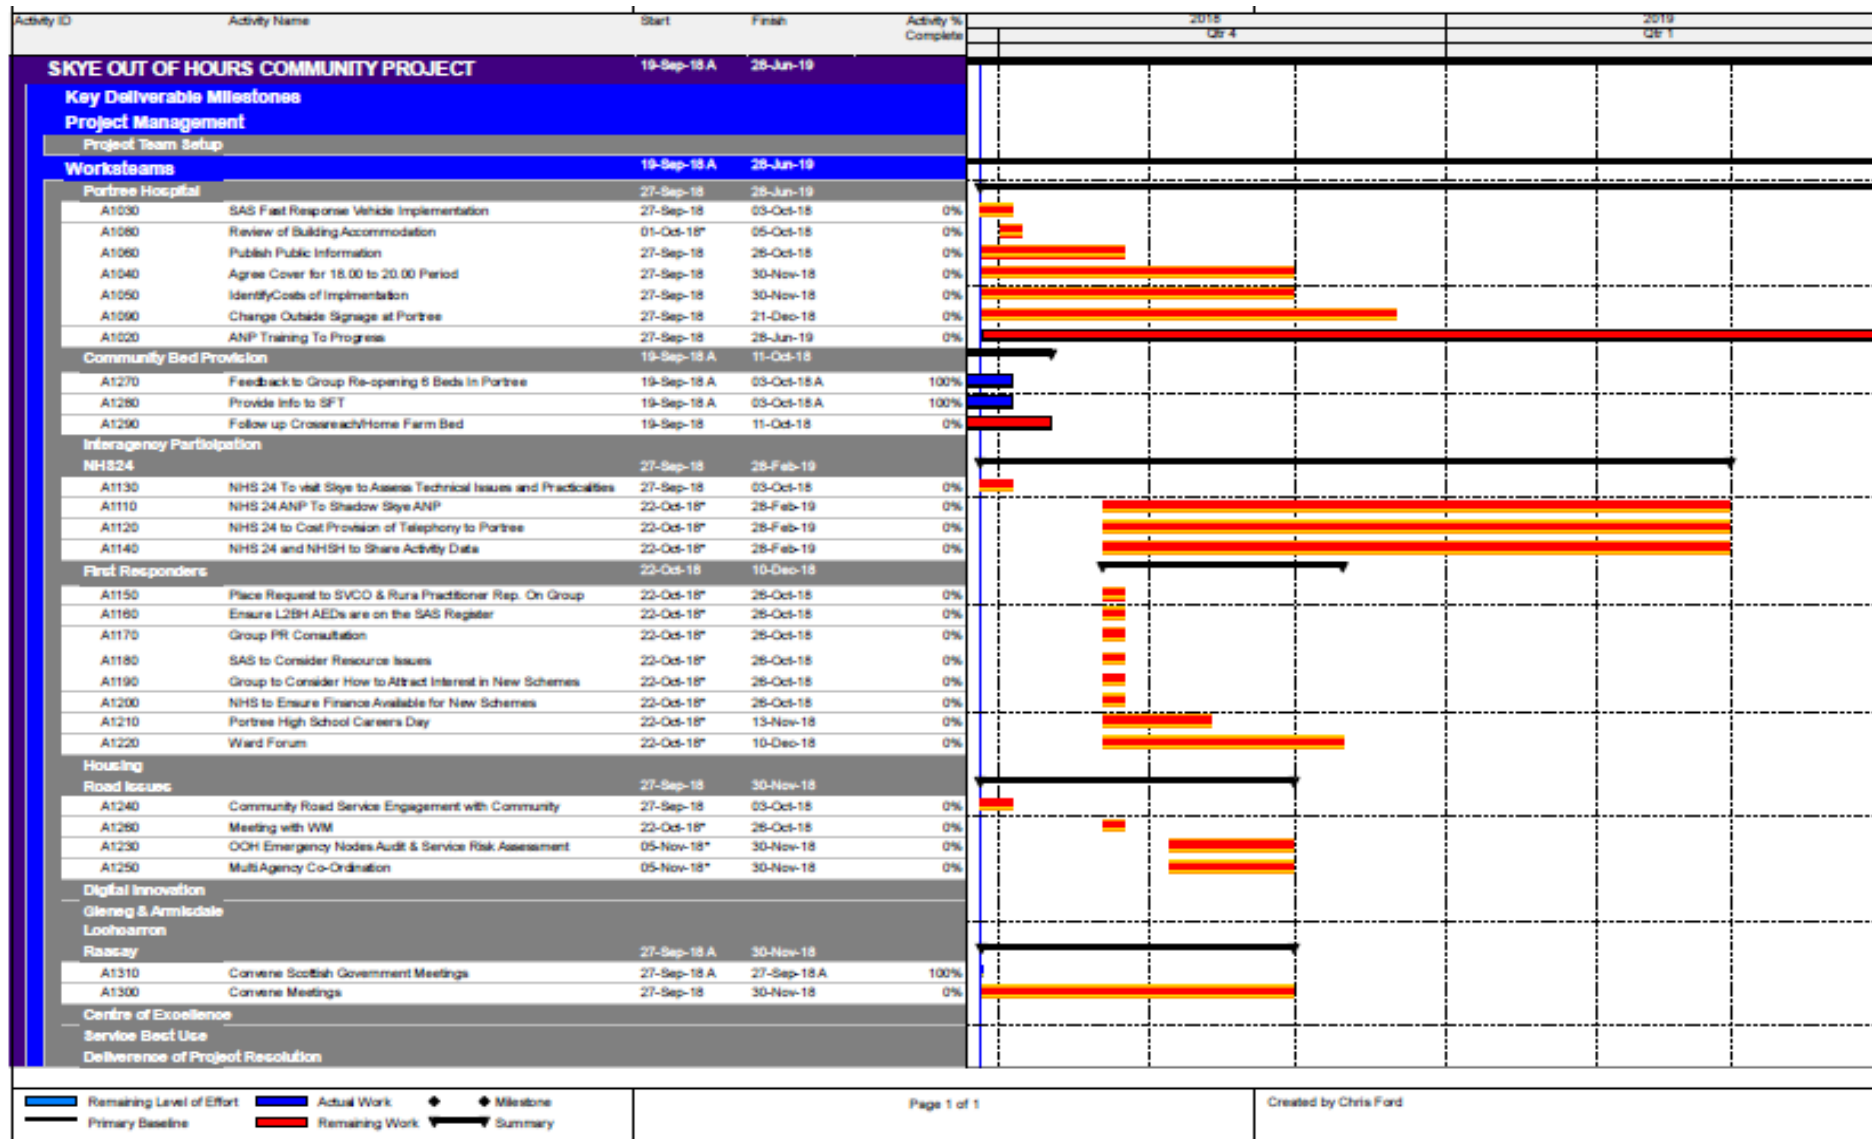 Activity ID Activity Name Start Finish Activity % Complete 2018 2019
Qtr 4 Qtr 1
SKYE OUT OF HOURS COMMUNITY PROJECT 19-Sep-18 A 28-Jun-19
Key Deliverable Milestones
Project Management
Project Team Setup
Worksteams 19-Sep-18 A 28-Jun-19
Portree Hospital 27-Sep-18 28-Jun-19
A1030 SAS Fast Response Vehicle Implementation 27-Sep-18 03-Oct-18 0%
A1080 Review of Building Accommodation 01-Oct-18* 05-Oct-18 0%
A1060 Publish Public Information 27-Sep-18 26-Oct-18 0%
A1040 Agree Cover for 18.00 to 20.00 Period 27-Sep-18 30-Nov-18 0%
A1050 IdentifyCosts of Implmentation 27-Sep-18 30-Nov-18 0%
A1090 Change Outside Signage at Portree 27-Sep-18 21-Dec-18 0%
A1020 ANP Training To Progress 27-Sep-18 28-Jun-19 0%
Community Bed Provision 19-Sep-18 A 11-Oct-18
A1270 Feedback to Group Re-opening 6 Beds In Portree 19-Sep-18 A 03-Oct-18 A 100%
A1280 Provide Info to SFT 19-Sep-18 A 03-Oct-18 A 100%
A1290 Follow up Crossreach/Home Farm Bed 19-Sep-18 11-Oct-18 0%
Interagency Participation
NHS24 27-Sep-18 28-Feb-19
A1130 NHS 24 To visit Skye to Assess Technical Issues and Practicalities 27-Sep-18 03-Oct-18 0%
A1110 NHS 24 ANP To Shadow Skye ANP 22-Oct-18* 28-Feb-19 0%
A1120 NHS 24 to Cost Provision of Telephony to Portree 22-Oct-18* 28-Feb-19 0%
A1140 NHS 24 and NHSH to Share Activity Data 22-Oct-18* 28-Feb-19 0%
First Responders 22-Oct-18 10-Dec-18
A1150 Place Request to SVCO & Rura Practitioner Rep. On Group 22-Oct-18* 26-Oct-18 0%
A1160 Ensure L2BH AEDs are on the SAS Register 22-Oct-18* 26-Oct-18 0%
A1170 Group PR Consultation 22-Oct-18* 26-Oct-18 0%
A1180 SAS to Consider Resource Issues 22-Oct-18* 26-Oct-18 0%
A1190 Group to Consider How to Attract Interest in New Schemes 22-Oct-18* 26-Oct-18 0%
A1200 NHS to Ensure Finance Available for New Schemes 22-Oct-18* 26-Oct-18 0%
A1210 Portree High School Careers Day 22-Oct-18* 13-Nov-18 0%
A1220 Ward Forum 22-Oct-18* 10-Dec-18 0%
Housing
Road Issues 27-Sep-18 30-Nov-18
A1240 Community Road Service Engagement with Community 27-Sep-18 03-Oct-18 0%
A1260 Meeting with WM 22-Oct-18* 26-Oct-18 0%
A1230 OOH Emergency Nodes Audit & Service Risk Assessment 05-Nov-18* 30-Nov-18 0%
A1250 MultiAgency Co-Ordination 05-Nov-18* 30-Nov-18 0%
Digital Innovation
Gleneg & Armisdale
Lochcarron
Raasay 27-Sep-18 A 30-Nov-18
A1310 Convene Scottish Government Meetings 27-Sep-18 A 27-Sep-18 A 100%
A1300 Convene Meetings 27-Sep-18 30-Nov-18 0%
Centre of Excellence
Service Best Use
Deliverence of Project Resolution
Remaining Level of Effort Actual Work Milestone Page 1 of 1 Created by Chris Ford
Primary Baseline Remaining Work Summary